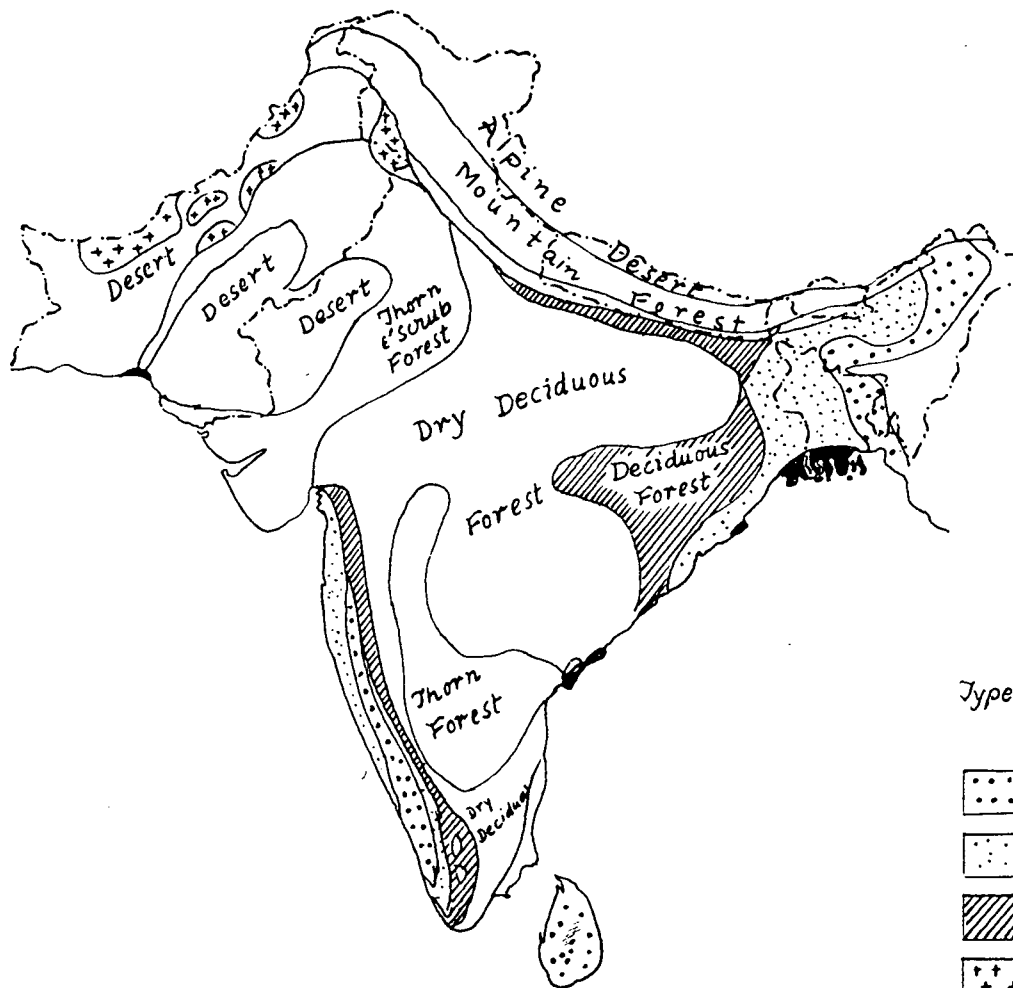 Alpine
Desert
Mountain
Forest
Desert
Desert
Desert
Thorn
& scrub
Forest
Dry Deciduous
Forest
Deciduous
Forest
Thorn
Forest
Dry
Deciduous
Type